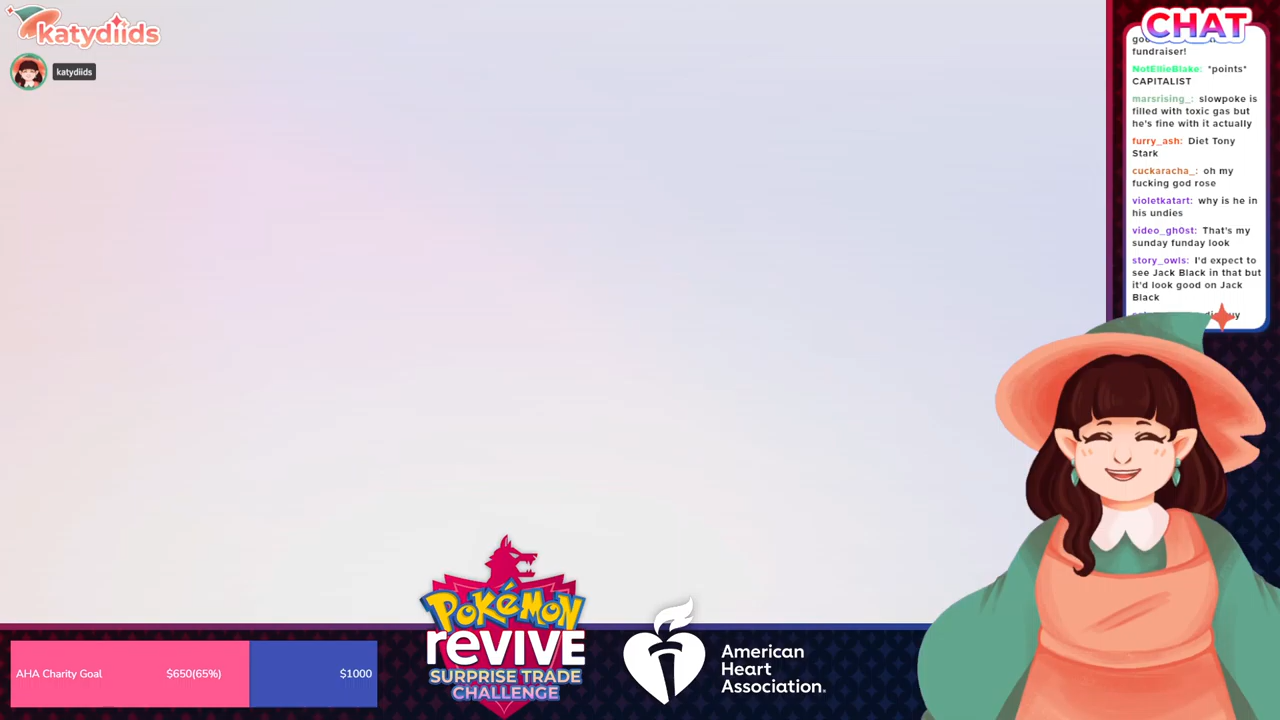 katydiids
katydiids
CHAT
fundraiser!
NotEllieBlake: *points*
CAPITALIST
marsrising_: slowpoke is
filled with toxic gas but
he's fine with it actually
furry_ash: Diet Tony
Stark
cuckaracha_: oh my
fucking god rose
violetkatart: why is he in
his undies
video_gh0st: That's my
sunday funday look
story_owls: I'd expect to
see Jack Black in that but
it'd look good on Jack
Black
AHA Charity Goal $650(65%) $1000
POKéMON
reVIVE
SURPRISE TRADE
CHALLENGE
American
Heart
Association.